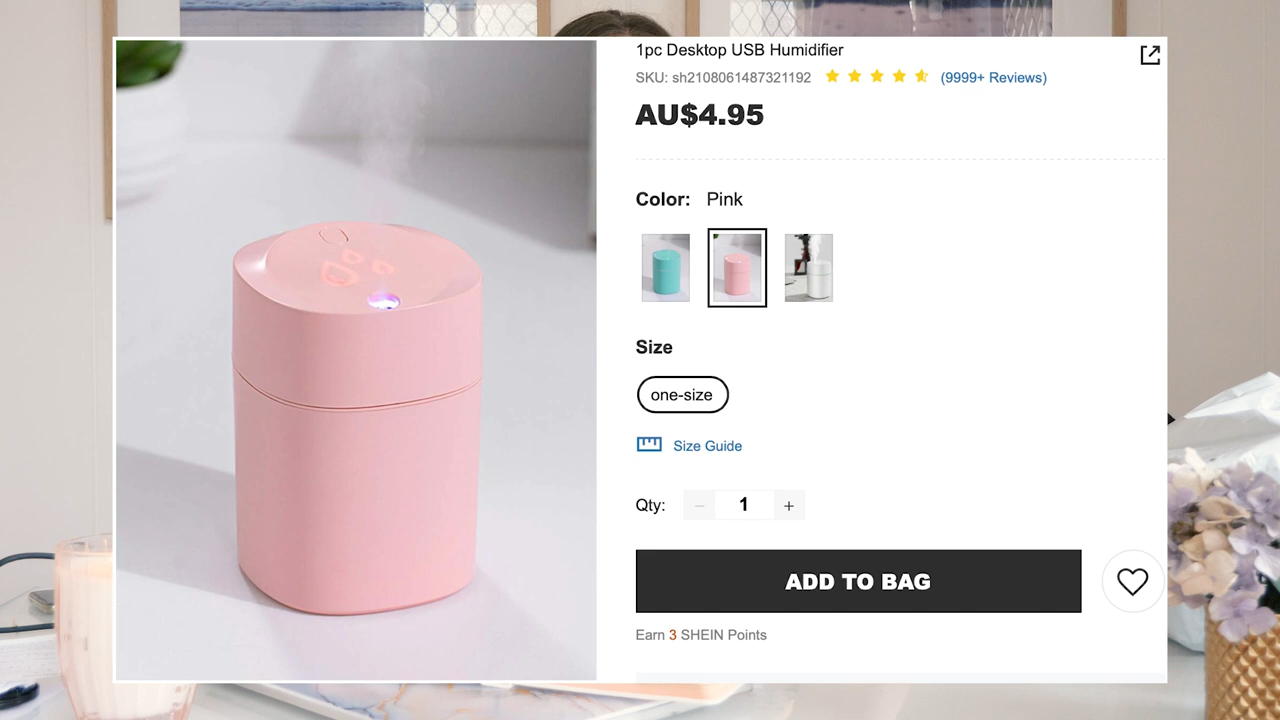 1pc Desktop USB Humidifier
SKU: sh2108061487321192 (9999+ Reviews)
AU$4.95
Color: Pink
Size
one-size
Size Guide
Qty: − 1 +
ADD TO BAG
Earn 3 SHEIN Points